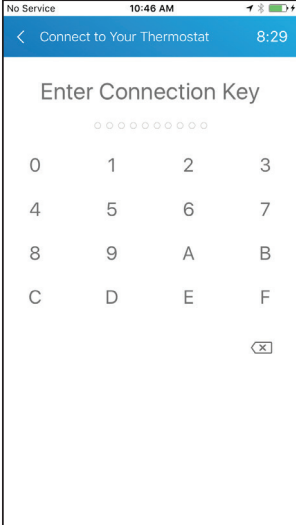 No Service 10:46 AM
Connect to Your Thermostat 8:29
Enter Connection Key
0 1 2 3
4 5 6 7
8 9 A B
C D E F